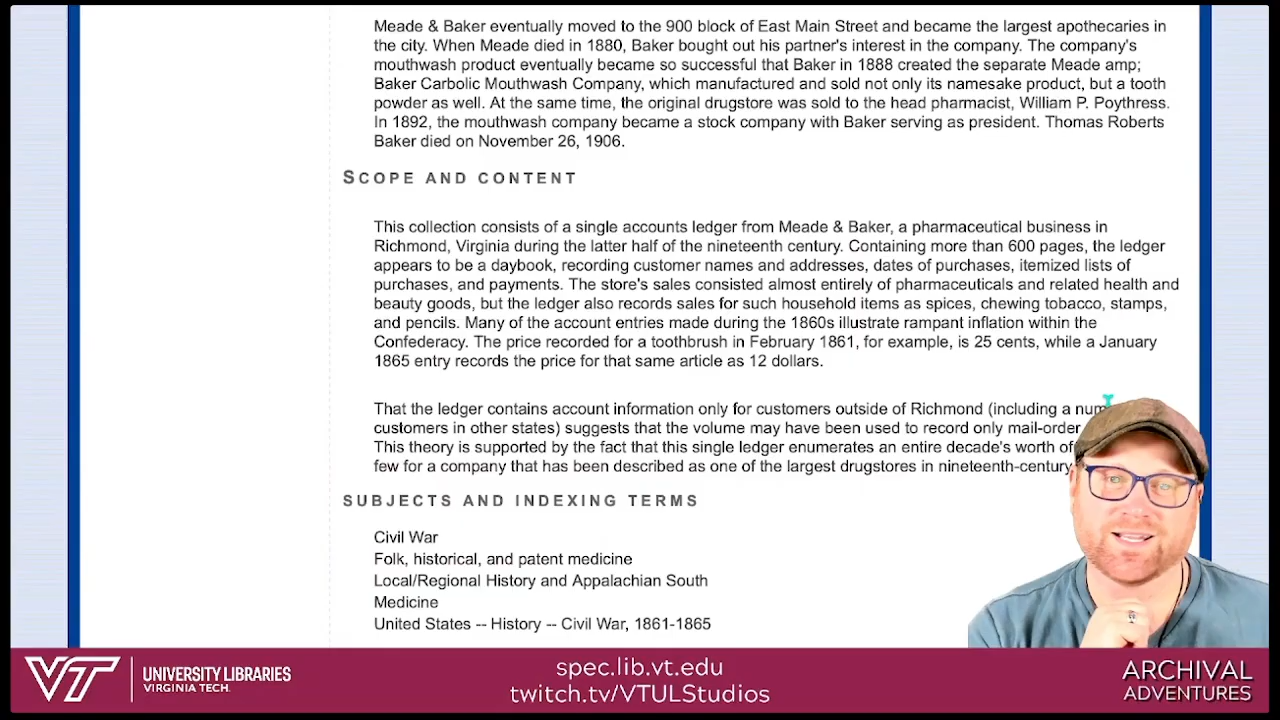 Meade & Baker eventually moved to the 900 block of East Main Street and became the largest apothecaries in
the city. When Meade died in 1880, Baker bought out his partner's interest in the company. The company's
mouthwash product eventually became so successful that Baker in 1888 created the separate Meade amp;
Baker Carbolic Mouthwash Company, which manufactured and sold not only its namesake product, but a tooth
powder as well. At the same time, the original drugstore was sold to the head pharmacist, William P. Poythress.
In 1892, the mouthwash company became a stock company with Baker serving as president. Thomas Roberts
Baker died on November 26, 1906.
SCOPE AND CONTENT
This collection consists of a single accounts ledger from Meade & Baker, a pharmaceutical business in
Richmond, Virginia during the latter half of the nineteenth century. Containing more than 600 pages, the ledger
appears to be a daybook, recording customer names and addresses, dates of purchases, itemized lists of
purchases, and payments. The store's sales consisted almost entirely of pharmaceuticals and related health and
beauty goods, but the ledger also records sales for such household items as spices, chewing tobacco, stamps,
and pencils. Many of the account entries made during the 1860s illustrate rampant inflation within the
Confederacy. The price recorded for a toothbrush in February 1861, for example, is 25 cents, while a January
1865 entry records the price for that same article as 12 dollars.
That the ledger contains account information only for customers outside of Richmond (including a
customers in other states) suggests that the volume may have been used to record only mail-order
This theory is supported by the fact that this single ledger enumerates an entire decade's worth of
few for a company that has been described as one of the largest drugstores in nineteenth-century
SUBJECTS AND INDEXING TERMS
Civil War
Folk, historical, and patent medicine
Local/Regional History and Appalachian South
Medicine
United States -- History -- Civil War, 1861-1865
VT UNIVERSITY LIBRARIES
VIRGINIA TECH.
spec.lib.vt.edu
twitch.tv/VTULStudios
ARCHIVAL
ADVENTURES